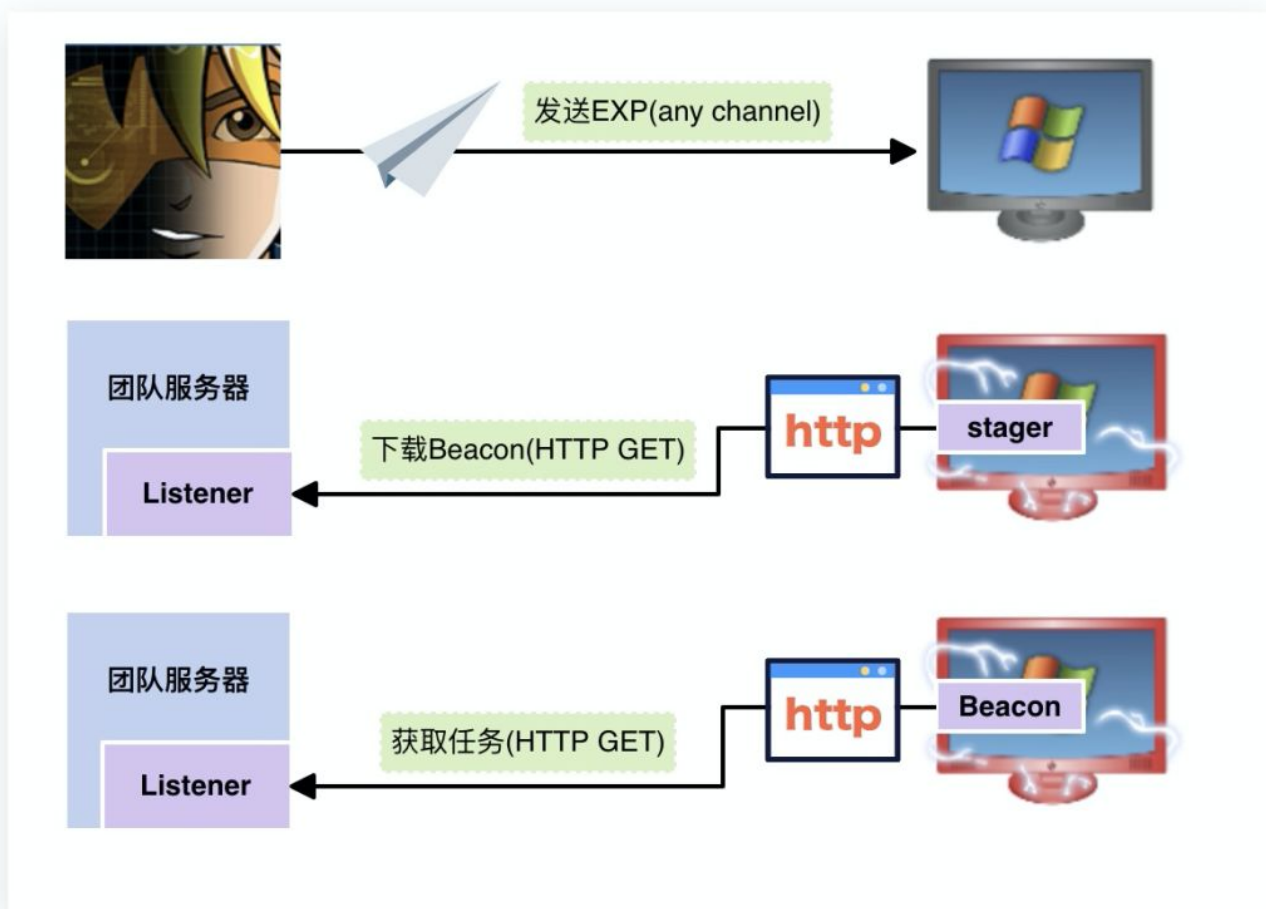 发送EXP(any channel)
团队服务器
Listener
下载Beacon(HTTP GET)
http
stager
团队服务器
Listener
获取任务(HTTP GET)
http
Beacon